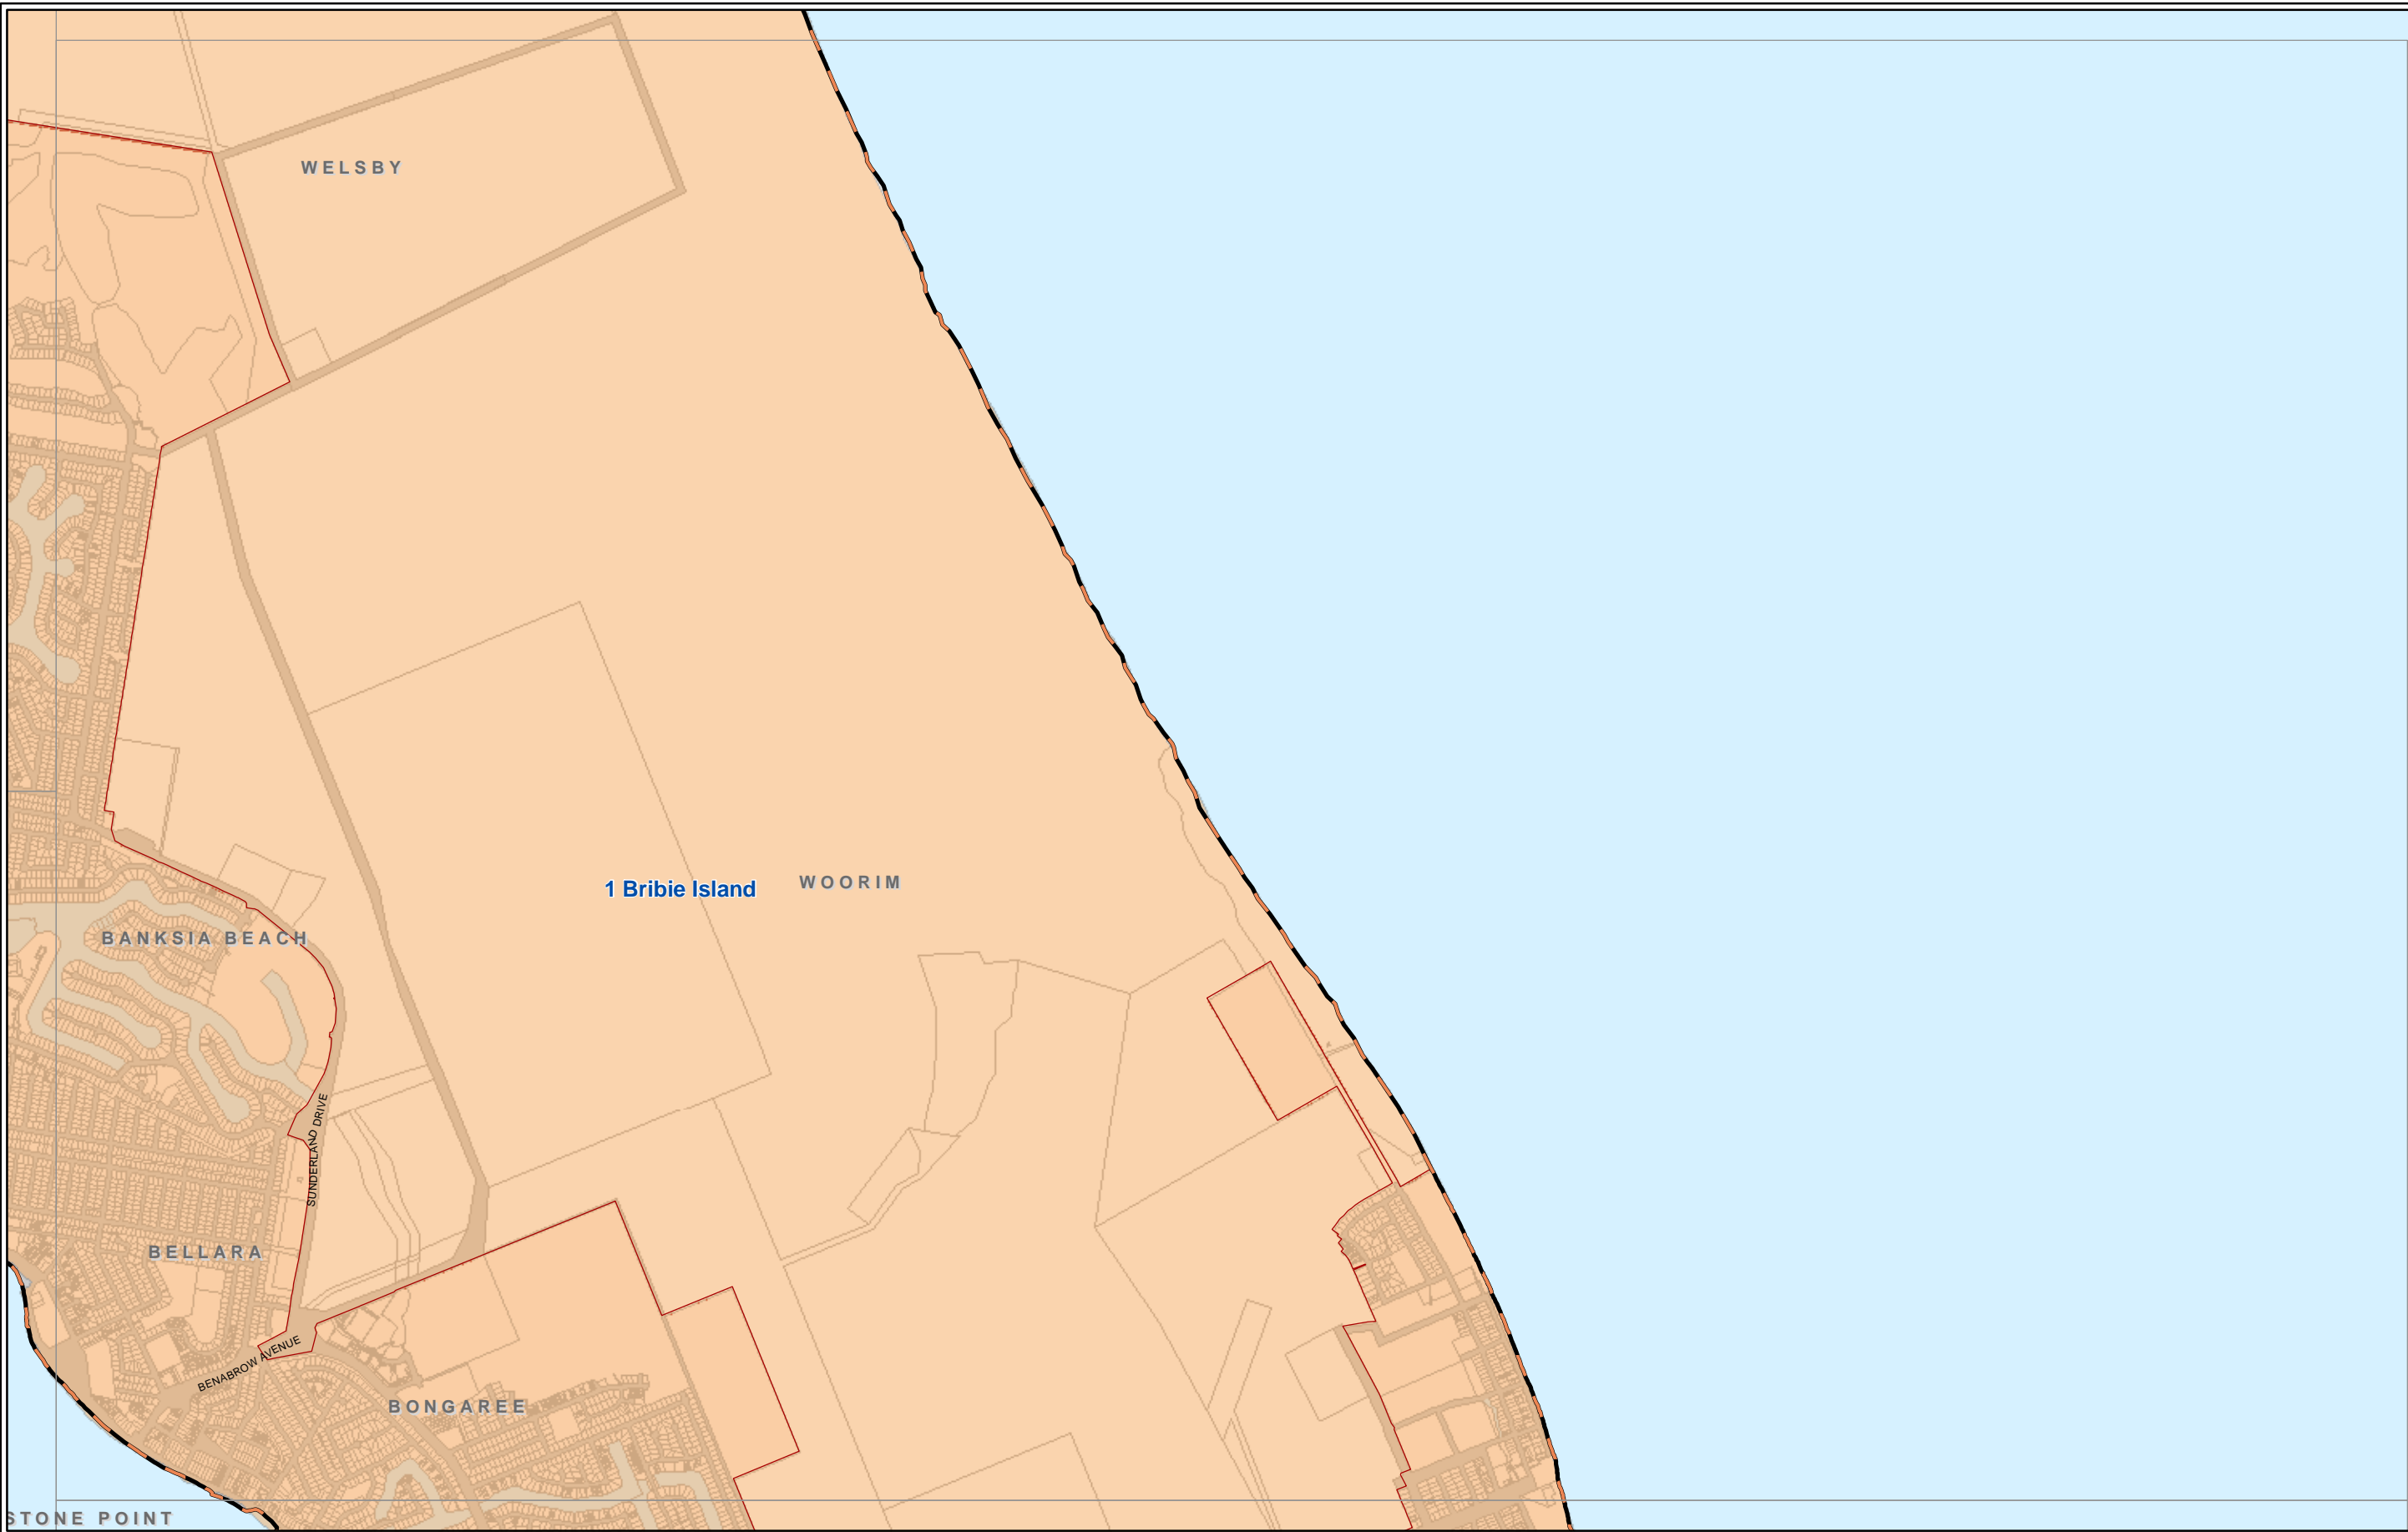 WELSBY
1 Bribie Island
WOORIM
BANKSIA BEACH
SUNDERLAND DRIVE
BELLARA
BENABROW AVENUE
BONGAREE
STONE POINT